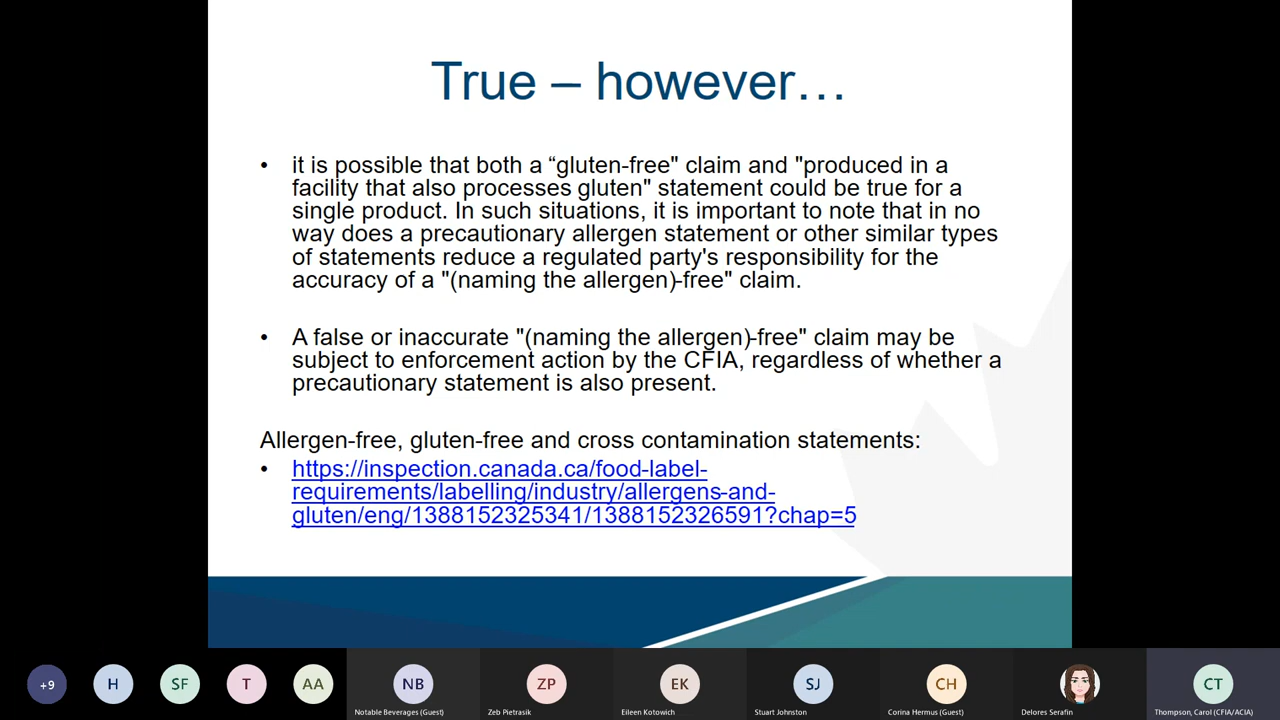 True – however…
• it is possible that both a “gluten-free" claim and "produced in a
facility that also processes gluten" statement could be true for a
single product. In such situations, it is important to note that in no
way does a precautionary allergen statement or other similar types
of statements reduce a regulated party's responsibility for the
accuracy of a "(naming the allergen)-free" claim.
• A false or inaccurate "(naming the allergen)-free" claim may be
subject to enforcement action by the CFIA, regardless of whether a
precautionary statement is also present.
Allergen-free, gluten-free and cross contamination statements:
• https://inspection.canada.ca/food-label-
requirements/labelling/industry/allergens-and-
gluten/eng/1388152325341/1388152326591?chap=5
+9 H SF T AA NB ZP EK SJ CH CT
Notable Beverages (Guest) Zeb Pietrasik Eileen Kotowich Stuart Johnston Corina Hermus (Guest) Delores Serafin Thompson, Carol (CFIA/ACIA)